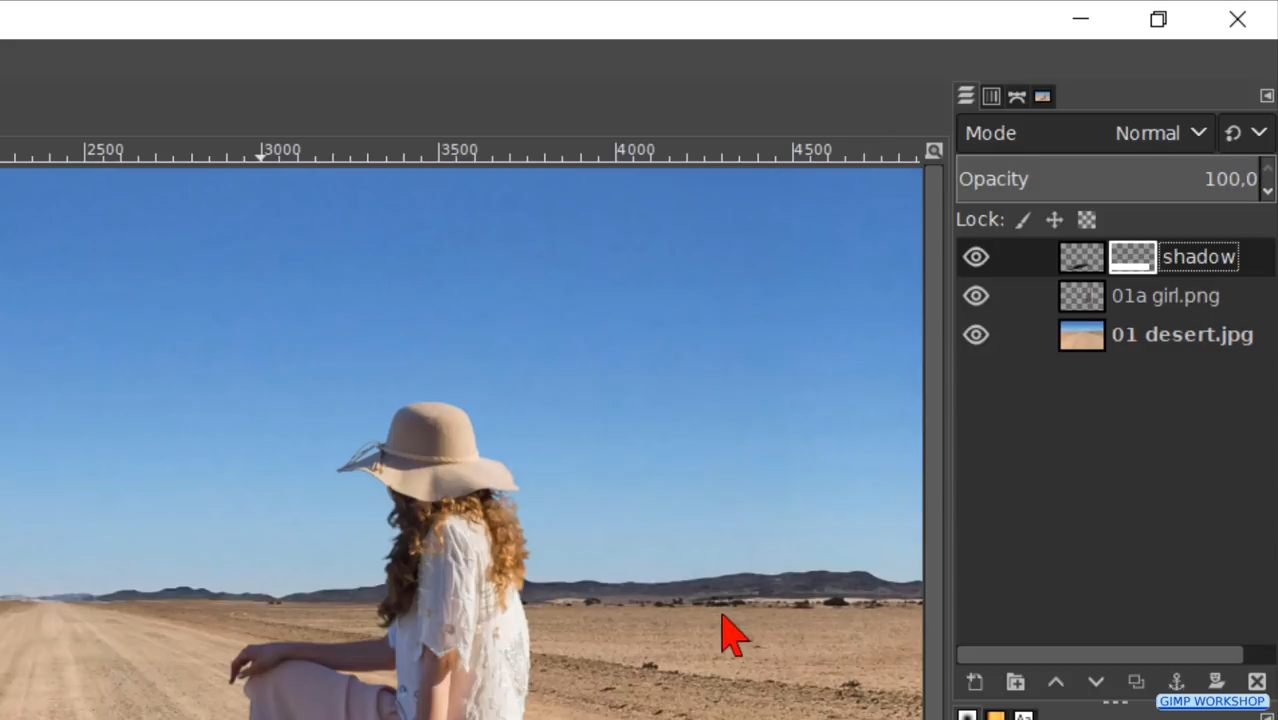 2500 3000 3500 4000 4500
Mode Normal
Opacity 100,0
Lock:
shadow
01a girl.png
01 desert.jpg
GIMP WORKSHOP
Aa